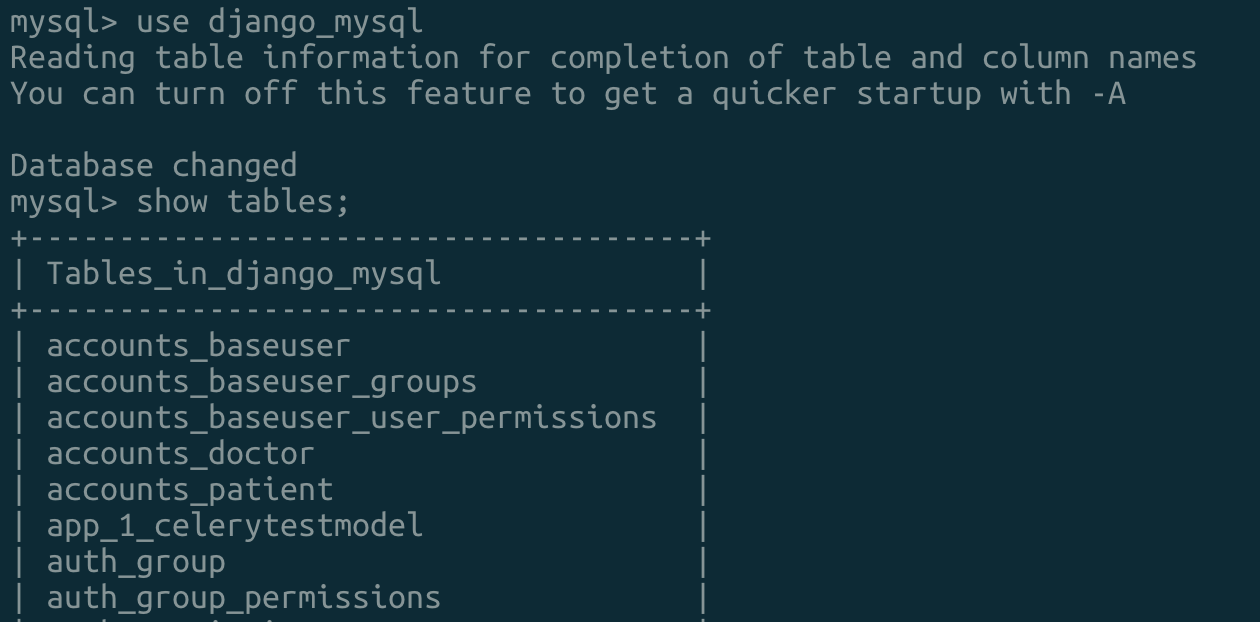 mysql> use django_mysql
Reading table information for completion of table and column names
You can turn off this feature to get a quicker startup with -A
Database changed
mysql> show tables;
+-------------------------------------+
| Tables_in_django_mysql              |
+-------------------------------------+
| accounts_baseuser                   |
| accounts_baseuser_groups            |
| accounts_baseuser_user_permissions  |
| accounts_doctor                     |
| accounts_patient                    |
| app_1_celerytestmodel               |
| auth_group                          |
| auth_group_permissions              |